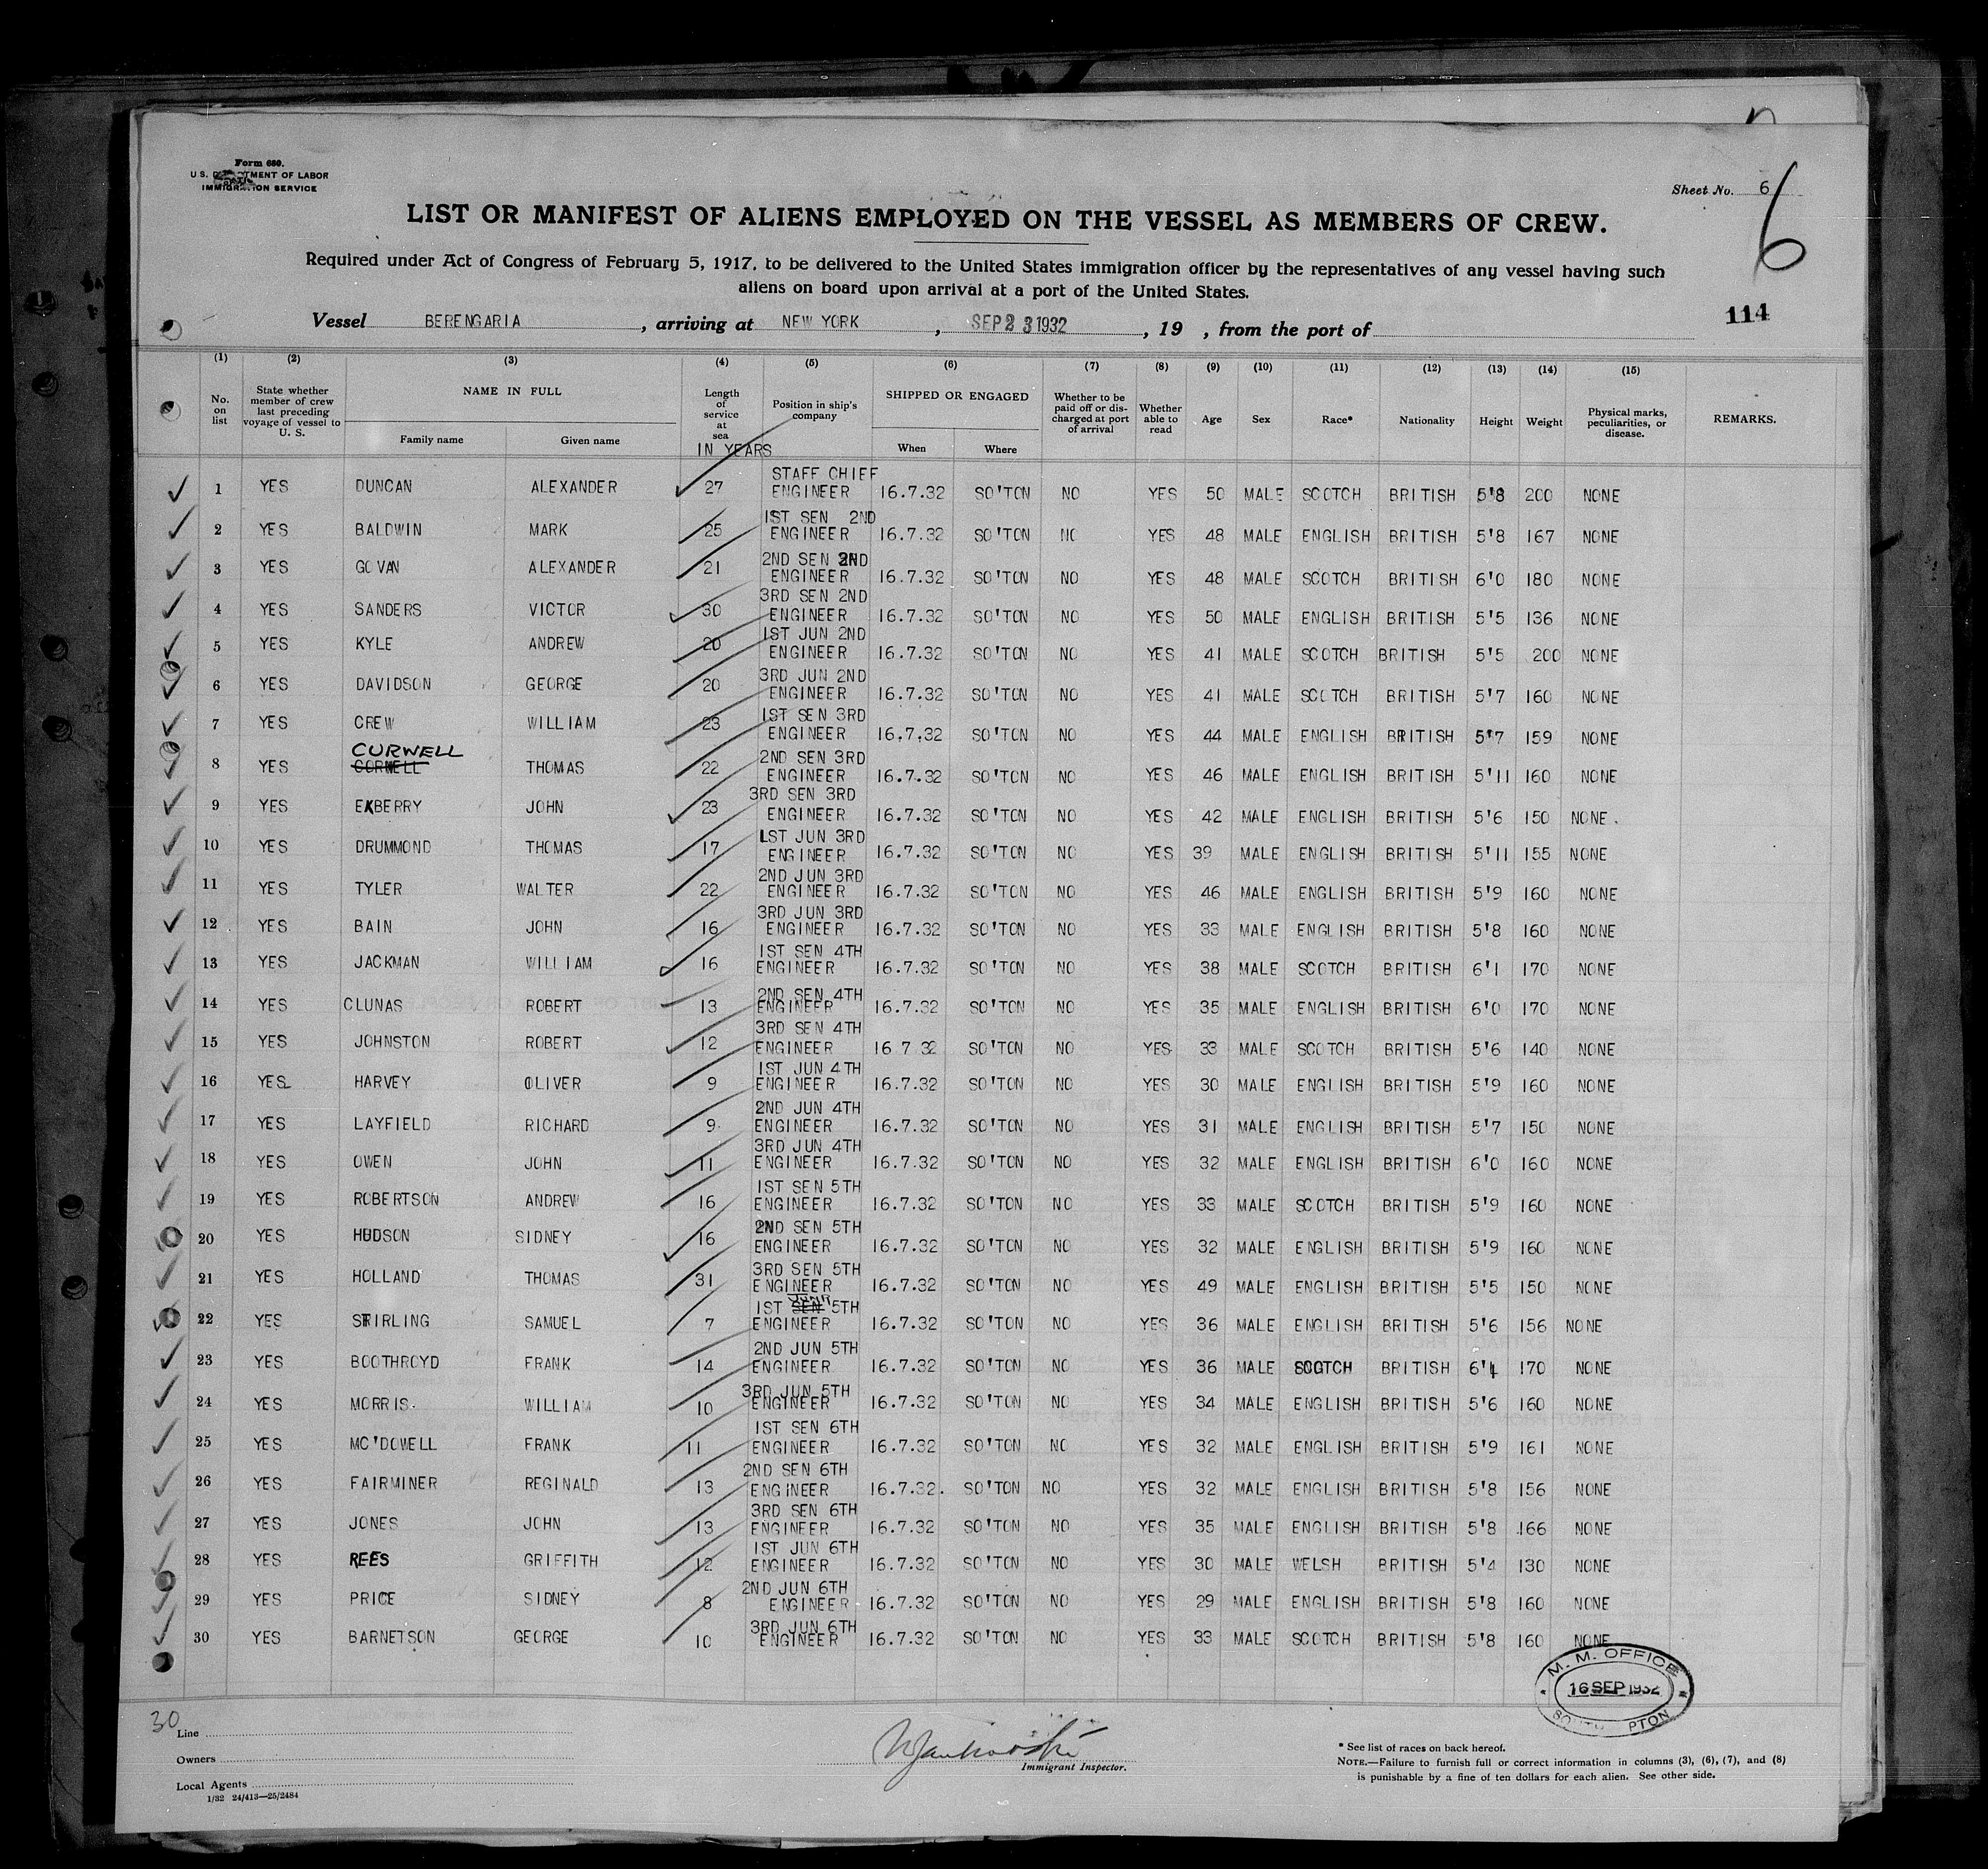 Form 680.
U.S. DEPARTMENT OF LABOR
IMMIGRATION SERVICE
Sheet No. 6
6
LIST OR MANIFEST OF ALIENS EMPLOYED ON THE VESSEL AS MEMBERS OF CREW.
Required under Act of Congress of February 5, 1917, to be delivered to the United States immigration officer by the representatives of any vessel having such
aliens on board upon arrival at a port of the United States.
114
Vessel BERENGARIA, arriving at NEW YORK, SEP 23 1932, 19 , from the port of
(1) (2) (3) (4) (5) (6) (7) (8) (9) (10) (11) (12) (13) (14) (15)
No. on list State whether member of crew last preceding voyage of vessel to U. S. NAME IN FULL Family name Given name Length of service at sea IN YEARS Position in ship's company SHIPPED OR ENGAGED When Where Whether to be paid off or discharged at port of arrival Whether able to read Age Sex Race* Nationality Height Weight Physical marks, peculiarities, or disease. REMARKS.
1 YES DUNCAN ALEXANDER 27 STAFF CHIEF ENGINEER 16.7.32 SO'TON NO YES 50 MALE SCOTCH BRITISH 5'8 200 NONE
2 YES BALDWIN MARK 25 1ST SEN 2ND ENGINEER 16.7.32 SO'TON NO YES 48 MALE ENGLISH BRITISH 5'8 167 NONE
3 YES GOVAN ALEXANDER 21 2ND SEN 2ND ENGINEER 16.7.32 SO'TON NO YES 48 MALE SCOTCH BRITISH 6'0 180 NONE
4 YES SANDERS VICTOR 30 3RD SEN 2ND ENGINEER 16.7.32 SO'TON NO YES 50 MALE ENGLISH BRITISH 5'5 136 NONE
5 YES KYLE ANDREW 20 1ST JUN 2ND ENGINEER 16.7.32 SO'TON NO YES 41 MALE SCOTCH BRITISH 5'5 200 NONE
6 YES DAVIDSON GEORGE 20 3RD JUN 2ND ENGINEER 16.7.32 SO'TON NO YES 41 MALE SCOTCH BRITISH 5'7 160 NONE
7 YES CREW WILLIAM 23 1ST SEN 3RD ENGINEER 16.7.32 SO'TON NO YES 44 MALE ENGLISH BRITISH 5'7 159 NONE
8 YES CURWELL CORNELL THOMAS 22 2ND SEN 3RD ENGINEER 16.7.32 SO'TON NO YES 46 MALE ENGLISH BRITISH 5'11 160 NONE
9 YES EXBERRY JOHN 23 3RD SEN 3RD ENGINEER 16.7.32 SO'TON NO YES 42 MALE ENGLISH BRITISH 5'6 150 NONE.
10 YES DRUMMOND THOMAS 17 1ST JUN 3RD ENGINEER 16.7.32 SO'TON NO YES 39 MALE ENGLISH BRITISH 5'11 155 NONE
11 YES TYLER WALTER 22 2ND JUN 3RD ENGINEER 16.7.32 SO'TON NO YES 46 MALE ENGLISH BRITISH 5'9 160 NONE
12 YES BAIN JOHN 16 3RD JUN 3RD ENGINEER 16.7.32 SO'TON NO YES 33 MALE ENGLISH BRITISH 5'8 160 NONE
13 YES JACKMAN WILLIAM 16 1ST SEN 4TH ENGINEER 16.7.32 SO'TON NO YES 38 MALE SCOTCH BRITISH 6'1 170 NONE
14 YES CLUNAS ROBERT 13 2ND SEN 4TH ENGINEER 16.7.32 SO'TON NO YES 35 MALE ENGLISH BRITISH 6'0 170 NONE
15 YES JOHNSTON ROBERT 12 3RD SEN 4TH ENGINEER 16 7 32 SO'TON NO YES 33 MALE SCOTCH BRITISH 5'6 140 NONE
16 YES HARVEY OLIVER 9 1ST JUN 4TH ENGINEER 16.7.32 SO'TON NO YES 30 MALE ENGLISH BRITISH 5'9 160 NONE
17 YES LAYFIELD RICHARD 9 2ND JUN 4TH ENGINEER 16.7.32 SO'TON NO YES 31 MALE ENGLISH BRITISH 5'7 150 NONE
18 YES OWEN JOHN 11 3RD JUN 4TH ENGINEER 16.7.32 SO'TON NO YES 32 MALE ENGLISH BRITISH 6'0 160 NONE
19 YES ROBERTSON ANDREW 16 1ST SEN 5TH ENGINEER 16.7.32 SO'TON NO YES 33 MALE SCOTCH BRITISH 5'9 160 NONE
20 YES HUDSON SIDNEY 16 2ND SEN 5TH ENGINEER 16.7.32 SO'TON NO YES 32 MALE ENGLISH BRITISH 5'9 160 NONE
21 YES HOLLAND THOMAS 31 3RD SEN 5TH ENGINEER 16.7.32 SO'TON NO YES 49 MALE ENGLISH BRITISH 5'5 150 NONE
22 YES STIRLING SAMUEL 7 1ST SEN 5TH ENGINEER 16.7.32 SO'TON NO YES 36 MALE ENGLISH BRITISH 5'6 156 NONE
23 YES BOOTHROYD FRANK 14 2ND JUN 5TH ENGINEER 16.7.32 SO'TON NO YES 36 MALE SCOTCH BRITISH 6'4 170 NONE
24 YES MORRIS WILLIAM 10 3RD JUN 5TH ENGINEER 16.7.32 SO'TON NO YES 34 MALE ENGLISH BRITISH 5'6 160 NONE
25 YES MC'DOWELL FRANK 11 1ST SEN 6TH ENGINEER 16.7.32 SO'TON NO YES 32 MALE ENGLISH BRITISH 5'9 161 NONE
26 YES FAIRMINER REGINALD 13 2ND SEN 6TH ENGINEER 16.7.32. SO'TON NO YES 32 MALE ENGLISH BRITISH 5'8 156 NONE
27 YES JONES JOHN 13 3RD SEN 6TH ENGINEER 16.7.32 SO'TON NO YES 35 MALE ENGLISH BRITISH 5'8 166 NONE
28 YES REES GRIFFITH 12 1ST JUN 6TH ENGINEER 16.7.32 SO'TON NO YES 30 MALE WELSH BRITISH 5'4 130 NONE
29 YES PRICE SIDNEY 8 2ND JUN 6TH ENGINEER 16.7.32 SO'TON NO YES 29 MALE ENGLISH BRITISH 5'8 160 NONE
30 YES BARNETSON GEORGE 10 3RD JUN 6TH ENGINEER 16.7.32 SO'TON NO YES 33 MALE SCOTCH BRITISH 5'8 160 NONE
M. M. OFFICE
16 SEP 1932
30
Line
Owners
Local Agents
1/32 24/413—25/2484
Immigrant Inspector.
* See list of races on back hereof.
NOTE.—Failure to furnish full or correct information in columns (3), (6), (7), and (8)
is punishable by a fine of ten dollars for each alien. See other side.